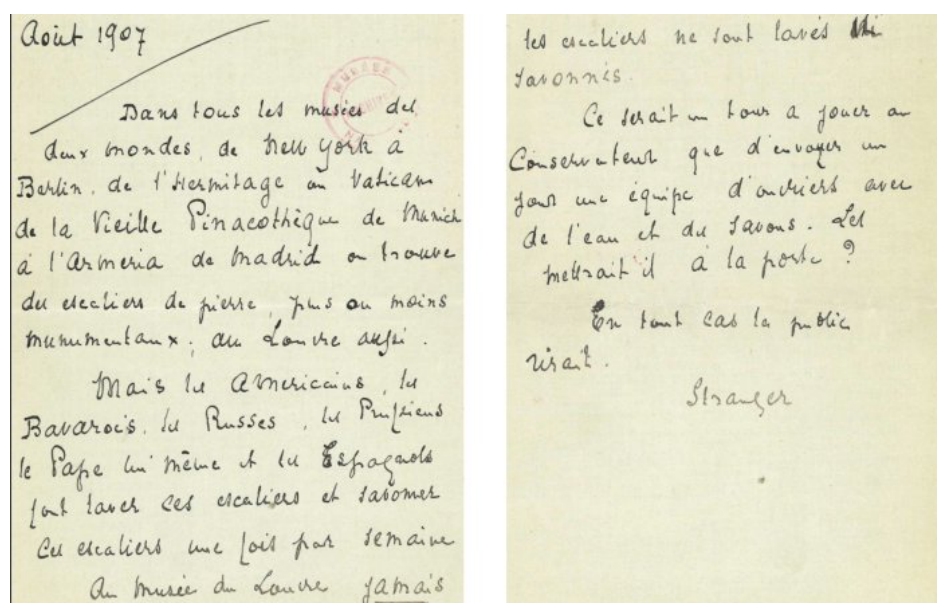 Août 1907
MUSÉE
Dans tous les musées des
deux mondes, de New York à
Berlin, de l'Hermitage au Vatican
de la Vieille Pinacothèque de Munich
à l'Armeria de Madrid on trouve
des escaliers de pierre, plus ou moins
monumentaux; au Louvre aussi.
Mais les Américains, les
Bavarois, les Russes, les Prussiens
le Pape lui même et les Espagnols
font laver ces escaliers et savonner
ces escaliers une fois par semaine
Au Musée du Louvre jamais
les escaliers ne sont lavés ni
savonnés.
Ce serait un tour a jouer au
Conservateur que d'envoyer un
jour une équipe d'ouvriers avec
de l'eau et du savons. Les
mettrait il à la porte ?
En tout cas le public
rirait.
Stranger